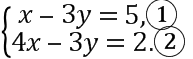 x − 3y = 5,①
4x − 3y = 2.②